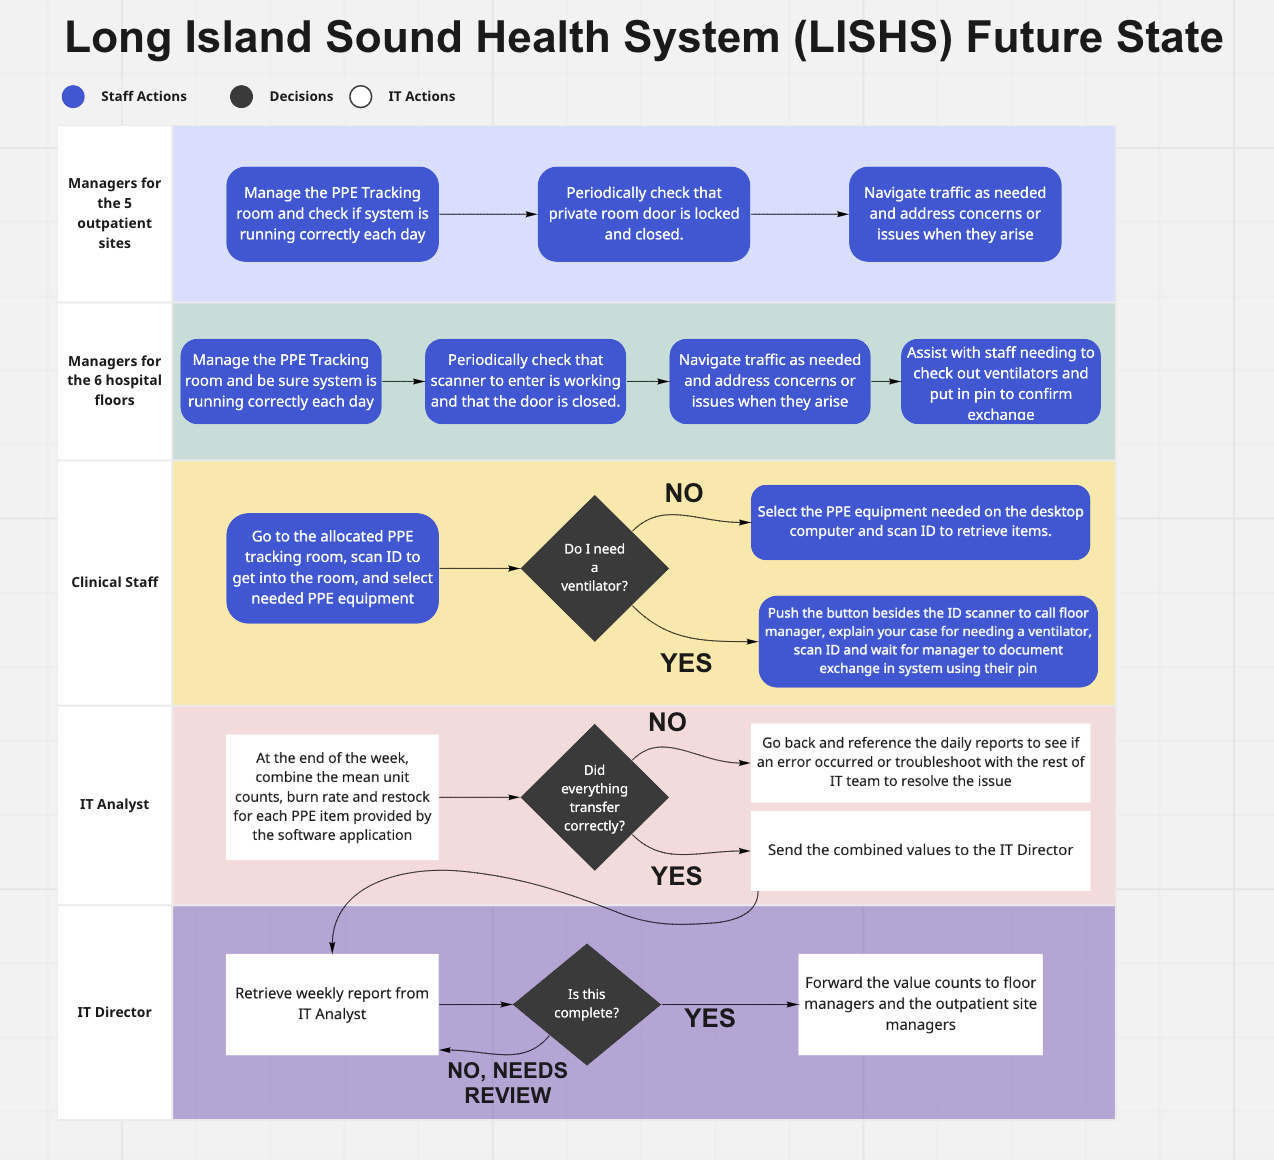 Long Island Sound Health System (LISHS) Future State
Staff Actions
Decisions
IT Actions
Managers for
the 5
outpatient
sites
Manage the PPE Tracking
room and check if system is
running correctly each day
Periodically check that
private room door is locked
and closed.
Navigate traffic as needed
and address concerns or
issues when they arise
Managers for
the 6 hospital
floors
Manage the PPE Tracking
room and be sure system is
running correctly each day
Periodically check that
scanner to enter is working
and that the door is closed.
Navigate traffic as needed
and address concerns or
issues when they arise
Assist with staff needing to
check out ventilators and
put in pin to confirm
exchange
Clinical Staff
Go to the allocated PPE
tracking room, scan ID to
get into the room, and select
needed PPE equipment
Do I need
a
ventilator?
NO
Select the PPE equipment needed on the desktop
computer and scan ID to retrieve items.
YES
Push the button besides the ID scanner to call floor
manager, explain your case for needing a ventilator,
scan ID and wait for manager to document
exchange in system using their pin
IT Analyst
At the end of the week,
combine the mean unit
counts, burn rate and restock
for each PPE item provided by
the software application
Did
everything
transfer
correctly?
NO
Go back and reference the daily reports to see if
an error occurred or troubleshoot with the rest of
IT team to resolve the issue
YES
Send the combined values to the IT Director
IT Director
Retrieve weekly report from
IT Analyst
Is this
complete?
YES
Forward the value counts to floor
managers and the outpatient site
managers
NO, NEEDS
REVIEW